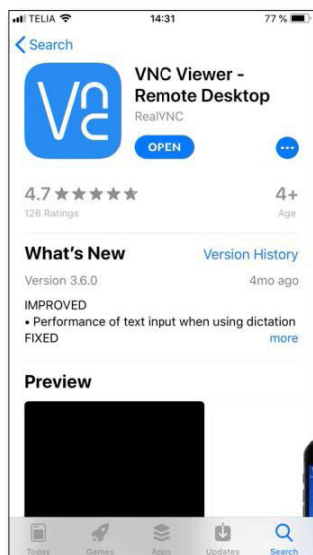 TELIA 14:31 77 %
Search
Vnc
VNC Viewer -
Remote Desktop
RealVNC
OPEN
4.7 4+
126 Ratings Age
What's New Version History
Version 3.6.0 4mo ago
IMPROVED
• Performance of text input when using dictation
FIXED more
Preview
Today Games Apps Updates Search